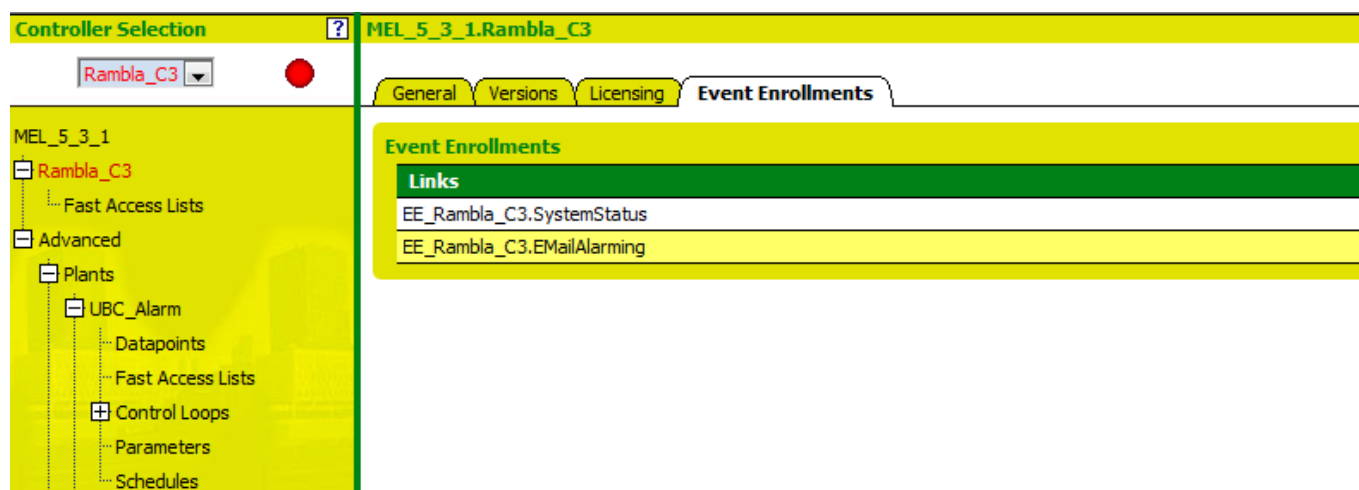 Controller Selection ?
Rambla_C3
MEL_5_3_1
Rambla_C3
Fast Access Lists
Advanced
Plants
UBC_Alarm
Datapoints
Fast Access Lists
Control Loops
Parameters
Schedules
MEL_5_3_1.Rambla_C3
General Versions Licensing Event Enrollments
Event Enrollments
Links
EE_Rambla_C3.SystemStatus
EE_Rambla_C3.EMailAlarming